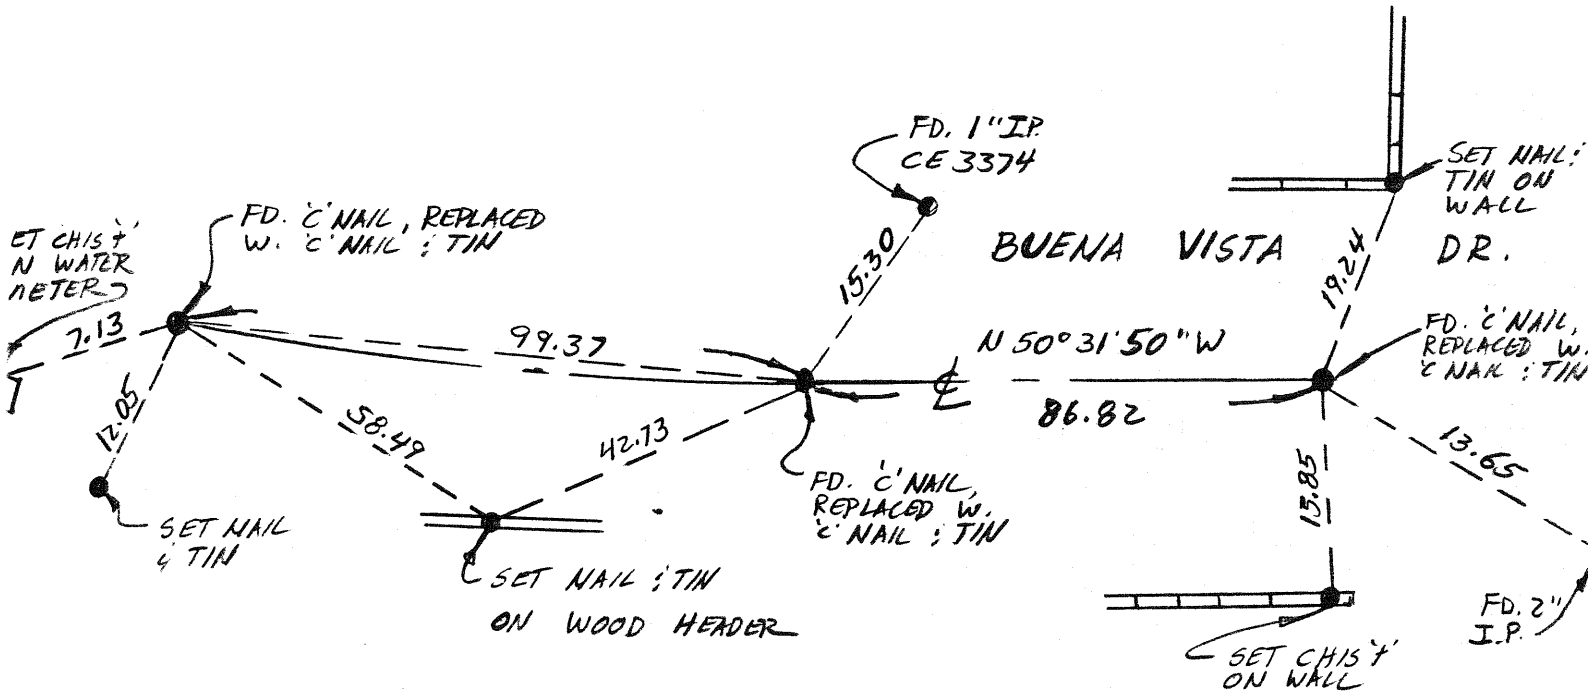 FD. 1" I.P.
CE 3374
SET NAIL &
TIN ON
WALL
FD. 'C' NAIL, REPLACED
W. 'C' NAIL & TIN
ET CHIS '+'
N WATER
METER
BUENA VISTA DR.
15.30
19.24
7.13
99.37
N 50°31'50" W
℄
86.82
FD. 'C' NAIL,
REPLACED W.
'C' NAIL & TIN
12.05
58.49
42.73
13.65
15.85
FD. 'C' NAIL,
REPLACED W.
'C' NAIL & TIN
SET NAIL
& TIN
SET NAIL & TIN
ON WOOD HEADER
FD. 2"
I.P.
SET CHIS '+'
ON WALL